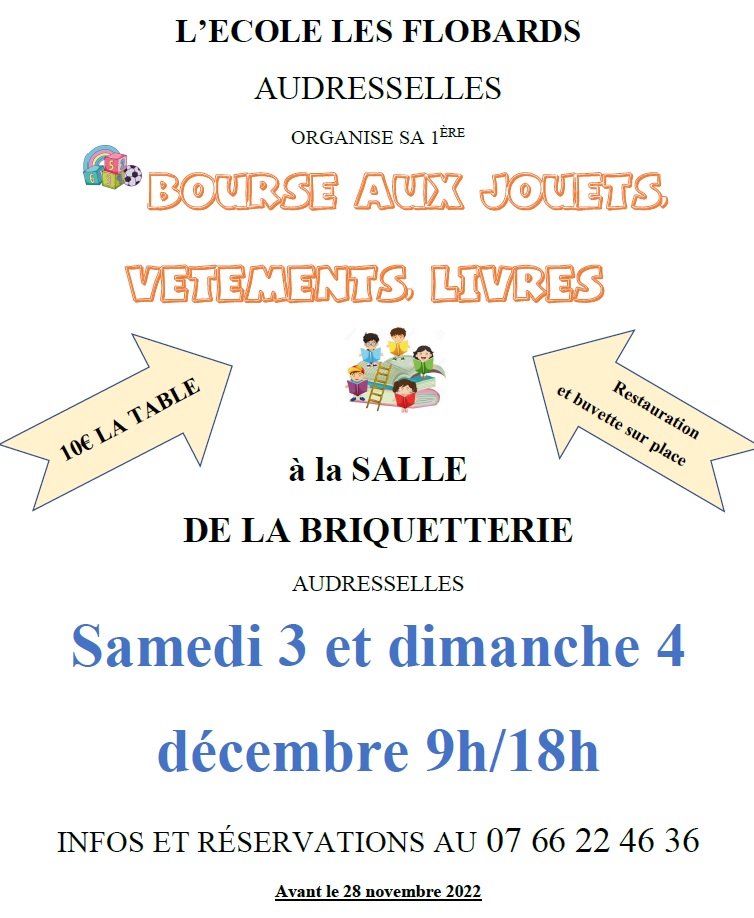 L’ECOLE LES FLOBARDS
AUDRESSELLES
ORGANISE SA 1ÈRE
BOURSE AUX JOUETS,
VETEMENTS, LIVRES
10€ LA TABLE
Restauration
et buvette sur place
à la SALLE
DE LA BRIQUETTERIE
AUDRESSELLES
Samedi 3 et dimanche 4
décembre 9h/18h
INFOS ET RÉSERVATIONS AU 07 66 22 46 36
Avant le 28 novembre 2022